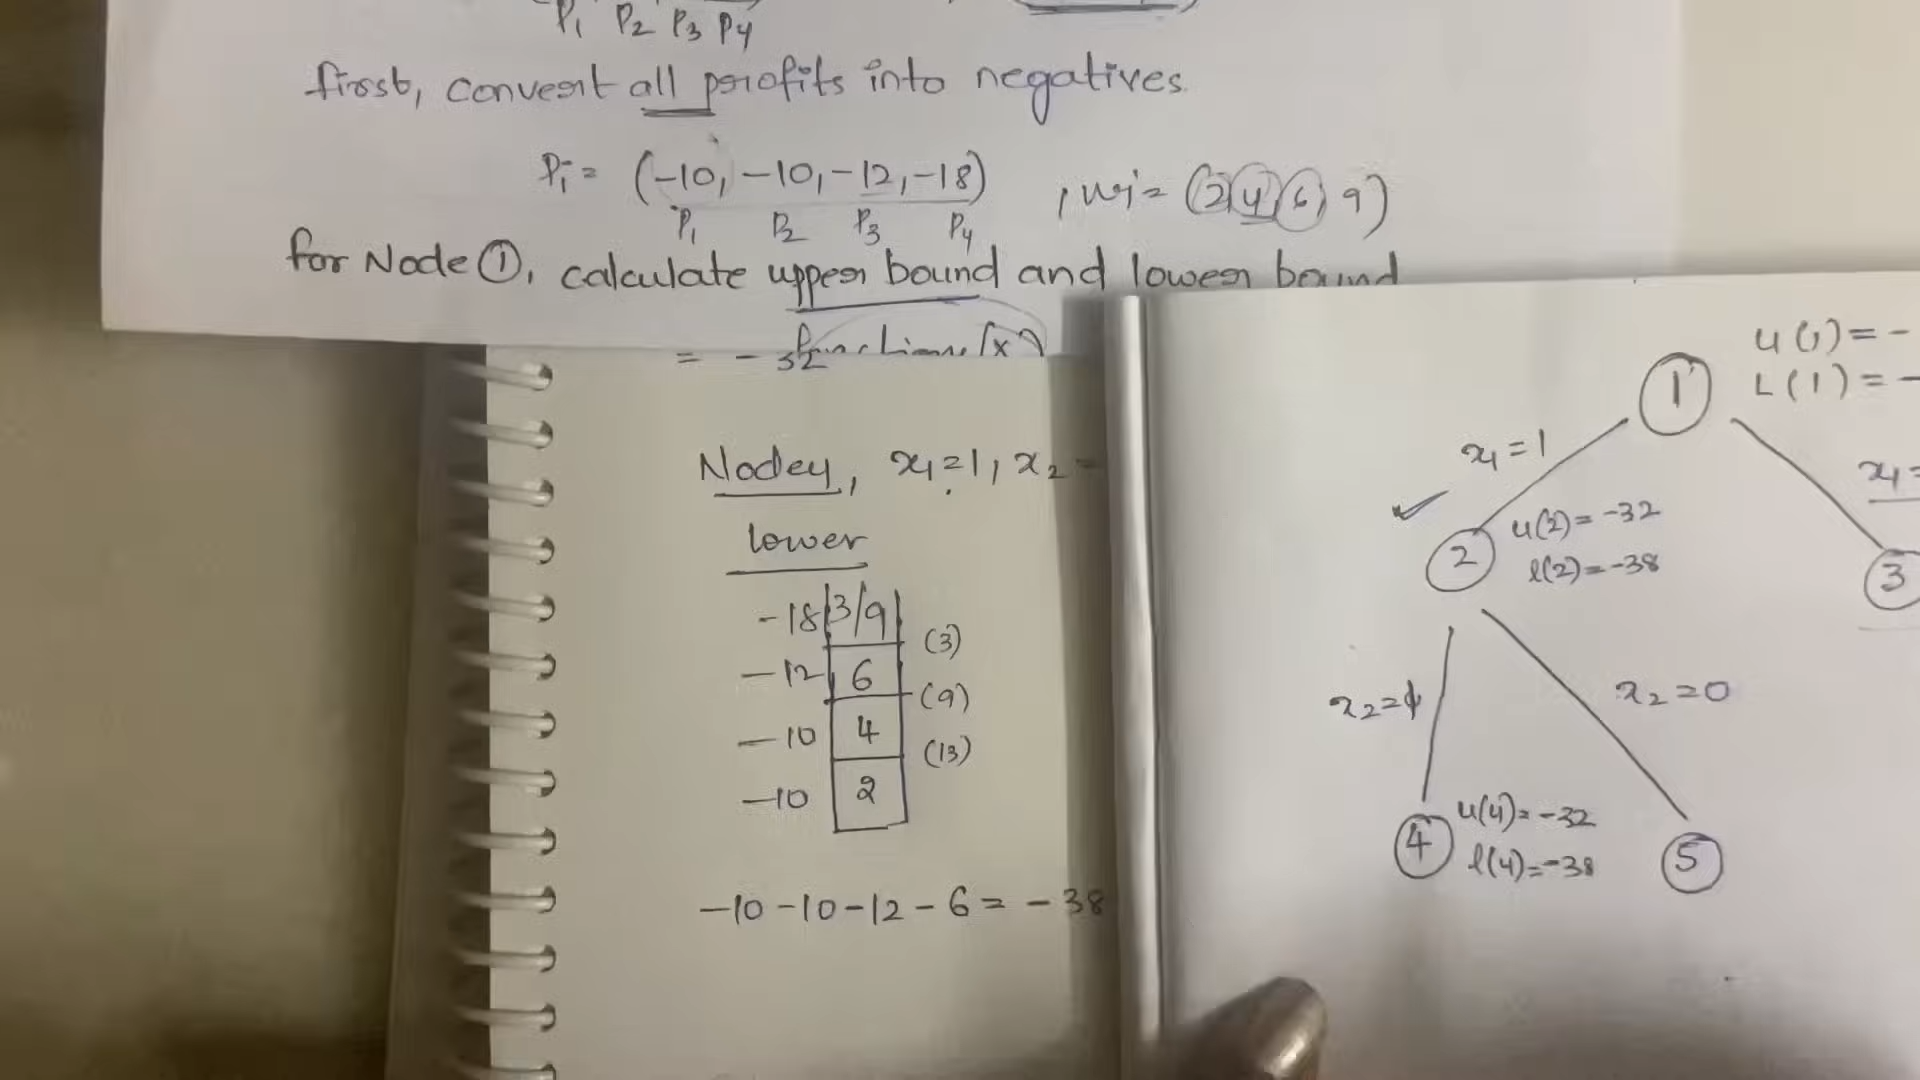 P1 P2 P3 P4
first, convert all profits into negatives.
Pi = (-10, -10, -12, -18) , wi = (2, 4, 6, 9)
P1 P2 P3 P4
for Node ①, calculate upper bound and lower bound
function (x)
= - 32
Node4, x1=1, x2=
lower
-18 3/9 (3)
-12 6 (9)
-10 4 (13)
-10 2
-10 -10 -12 - 6 = - 38
1 u(1) = -
L(1) = -
x1 = 1 x1=
2 u(2) = -32
l(2) = -38
3
x2=1 x2=0
4 u(4) = -32
l(4) = -38
5